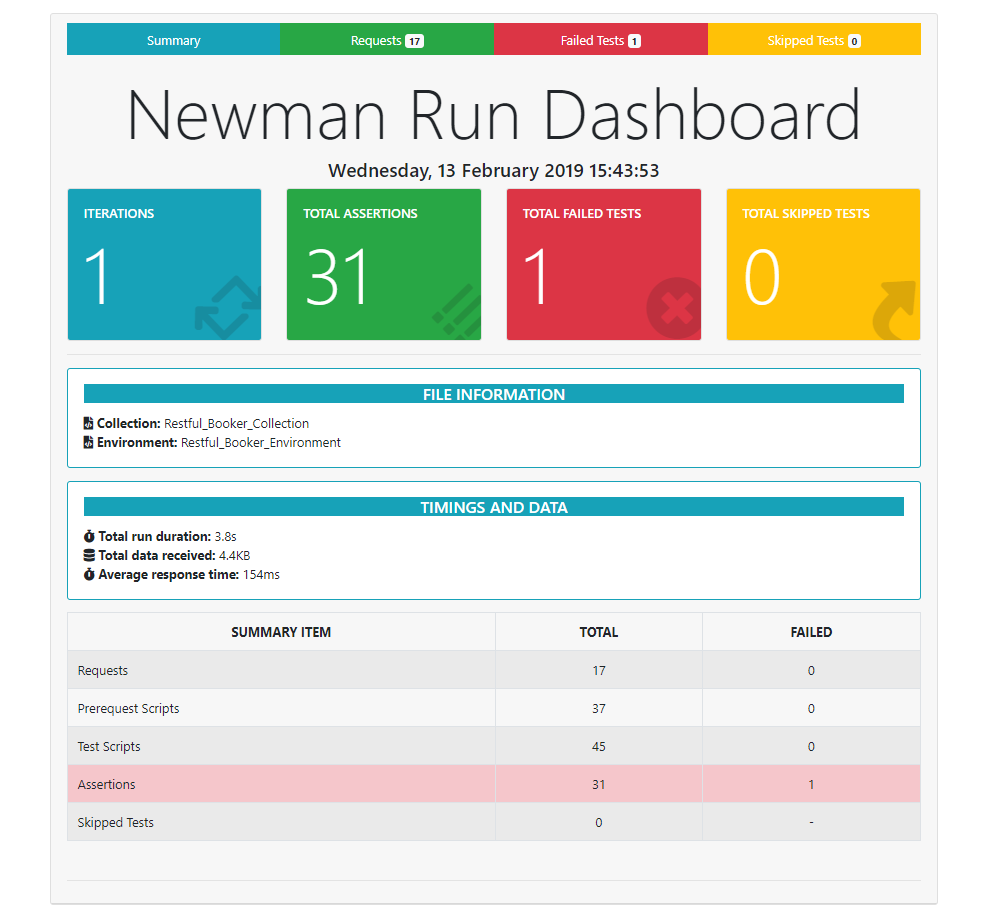 Summary Requests 17 Failed Tests 1 Skipped Tests 0
Newman Run Dashboard
Wednesday, 13 February 2019 15:43:53
ITERATIONS
1
TOTAL ASSERTIONS
31
TOTAL FAILED TESTS
1
TOTAL SKIPPED TESTS
0
FILE INFORMATION
Collection: Restful_Booker_Collection
Environment: Restful_Booker_Environment
TIMINGS AND DATA
Total run duration: 3.8s
Total data received: 4.4KB
Average response time: 154ms
SUMMARY ITEM TOTAL FAILED
Requests 17 0
Prerequest Scripts 37 0
Test Scripts 45 0
Assertions 31 1
Skipped Tests 0 -